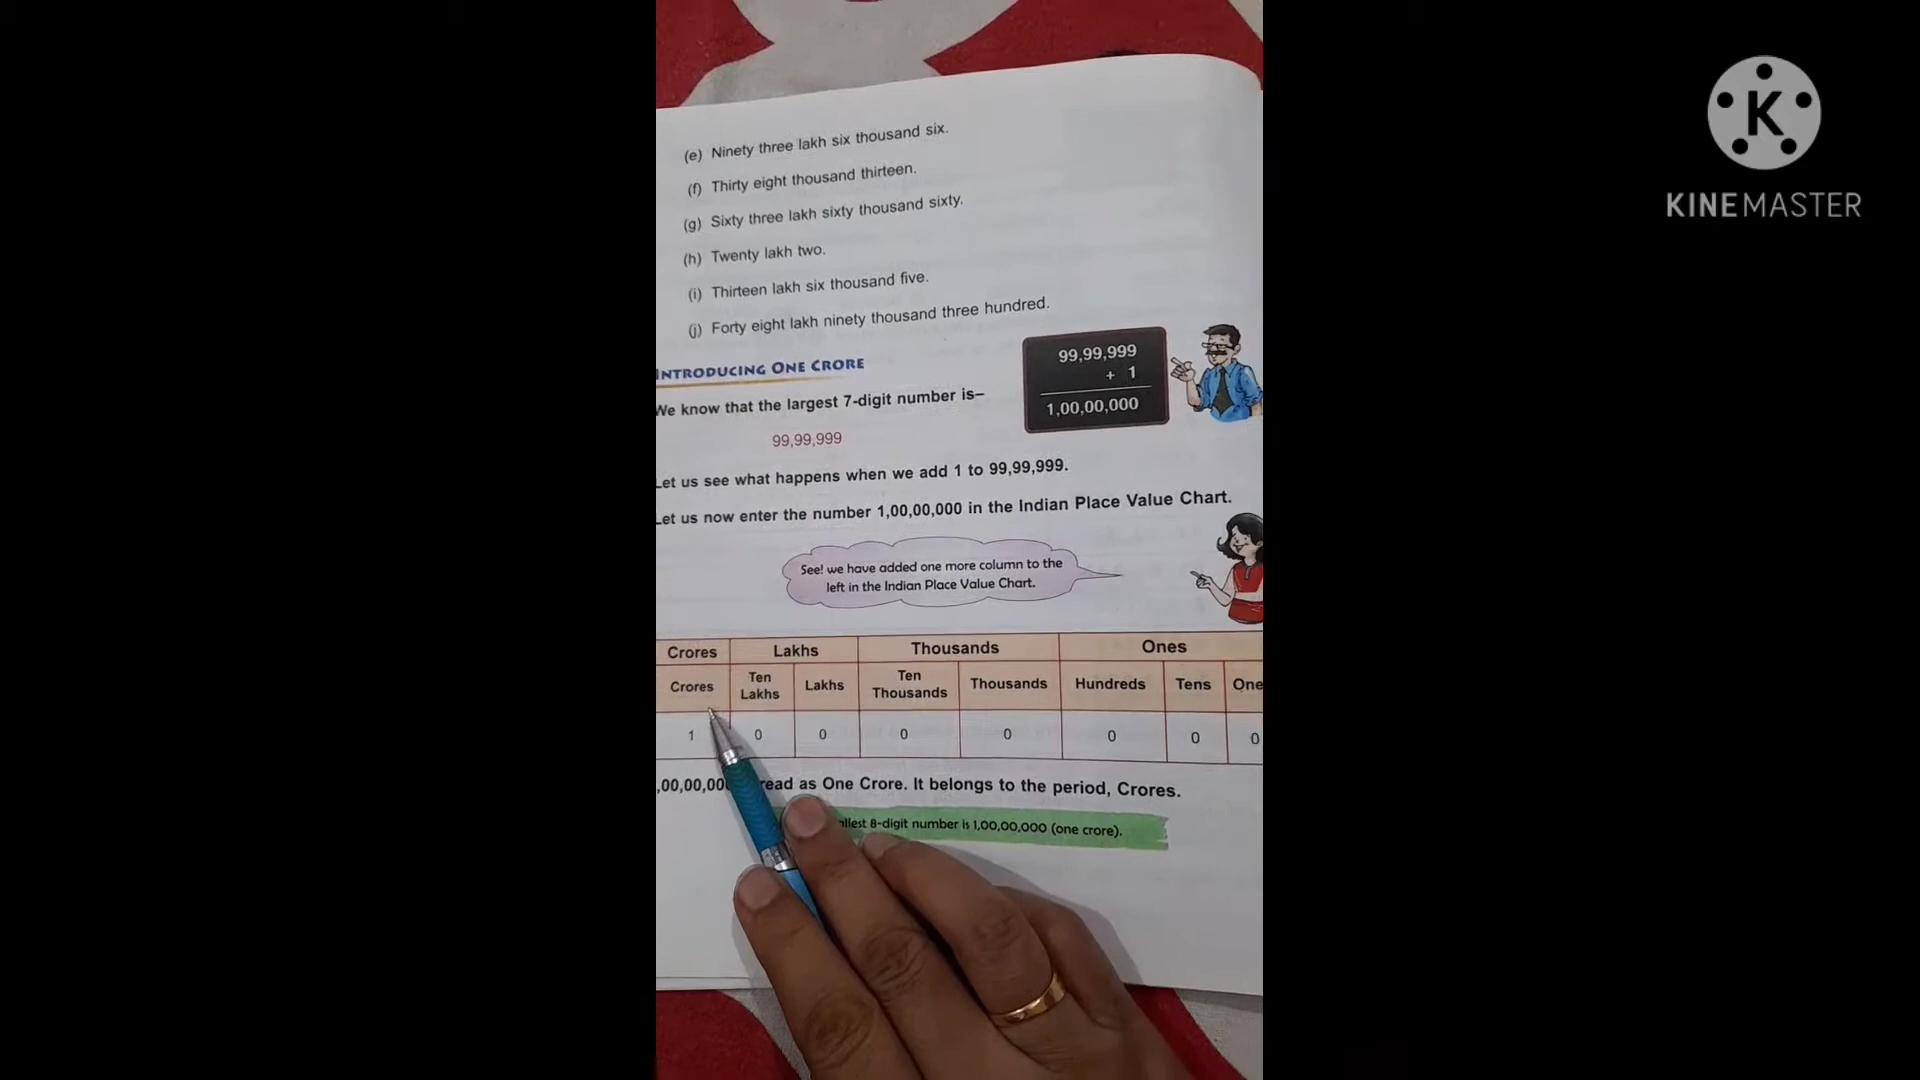 (e) Ninety three lakh six thousand six.
(f) Thirty eight thousand thirteen.
(g) Sixty three lakh sixty thousand sixty.
(h) Twenty lakh two.
(i) Thirteen lakh six thousand five.
(j) Forty eight lakh ninety thousand three hundred.
INTRODUCING ONE CRORE
We know that the largest 7-digit number is–
99,99,999
99,99,999
+ 1
1,00,00,000
Let us see what happens when we add 1 to 99,99,999.
Let us now enter the number 1,00,00,000 in the Indian Place Value Chart.
See! we have added one more column to the
left in the Indian Place Value Chart.
Crores Lakhs Thousands Ones
Crores Ten Lakhs Lakhs Ten Thousands Thousands Hundreds Tens One
1 0 0 0 0 0 0 0
,00,00,00 read as One Crore. It belongs to the period, Crores.
8-digit number is 1,00,00,000 (one crore).
K
KINEMASTER